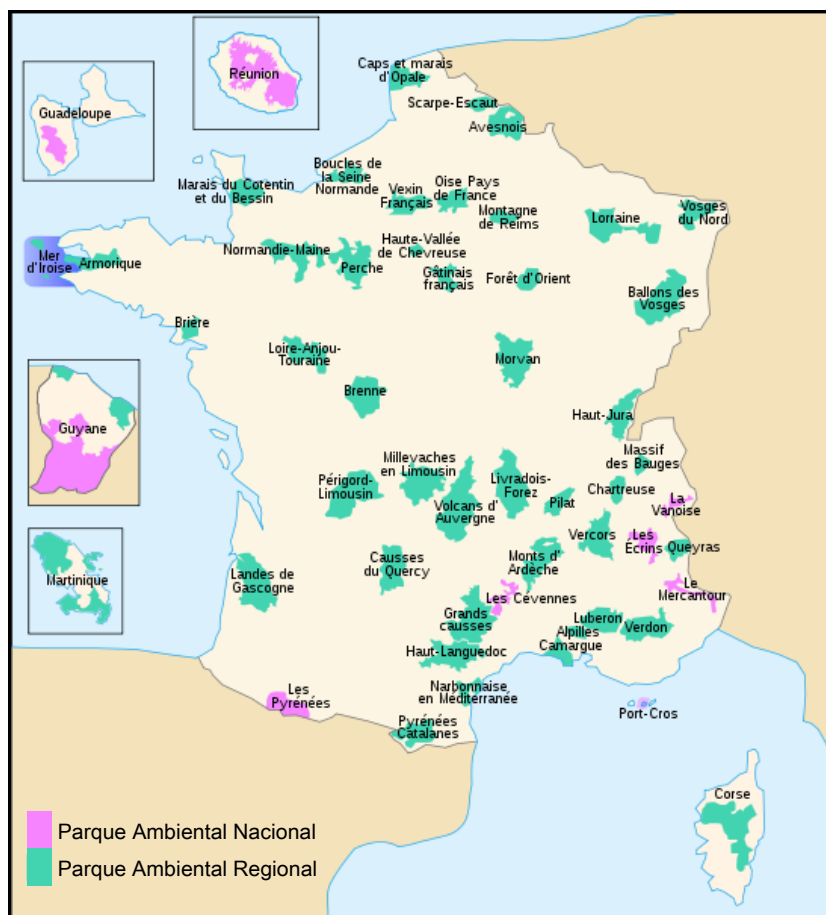 Caps et marais
d'Opale
Réunion
Scarpe-Escaut
Guadeloupe
Avesnois
Boucles de
la Seine
Normande
Marais du Cotentin
et du Bessin
Vexin
Français
Oise Pays
de France
Montagne
de Reims
Lorraine
Vosges
du Nord
Mer
d'Iroise
Armorique
Normandie-Maine
Perche
Haute-Vallée
de Chevreuse
Gâtinais
français
Forêt d'Orient
Ballons des
Vosges
Brière
Loire-Anjou-
Touraine
Morvan
Brenne
Haut-Jura
Guyane
Massif
des Bauges
Périgord-
Limousin
Millevaches
en Limousin
Volcans d'
Auvergne
Livradois-
Forez
Pilat
Chartreuse
La
Vanoise
Vercors
Les
Écrins
Queyras
Martinique
Landes de
Gascogne
Causses
du Quercy
Monts d'
Ardèche
Le
Mercantour
Les Cévennes
Grands
causses
Luberon
Alpilles
Verdon
Camargue
Haut-Languedoc
Les
Pyrénées
Narbonnaise
en Méditerranée
Port-Cros
Pyrénées
Catalanes
Corse
Parque Ambiental Nacional
Parque Ambiental Regional